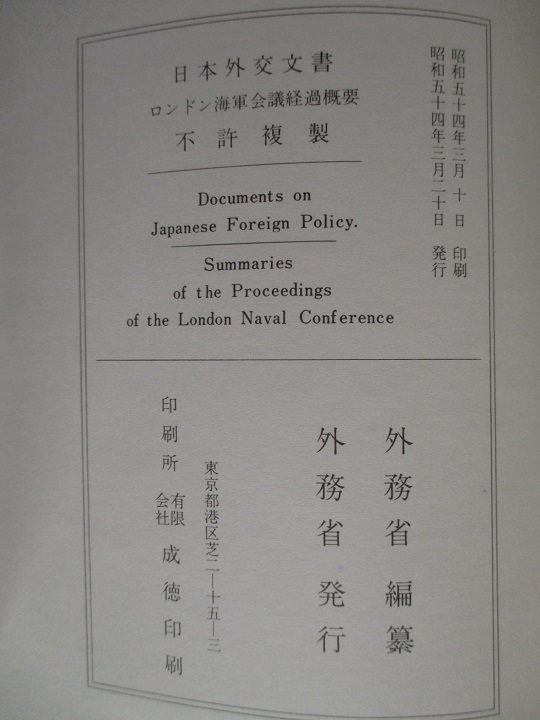 昭和五十四年三月十日 印刷
昭和五十四年三月二十日 発行
日本外交文書
ロンドン海軍会議経過概要
不許複製
Documents on
Japanese Foreign Policy.
Summaries
of the Proceedings
of the London Naval Conference
外務省 編纂
外務省 発行
東京都港区芝二―十五―三
印刷所 有限会社 成徳印刷